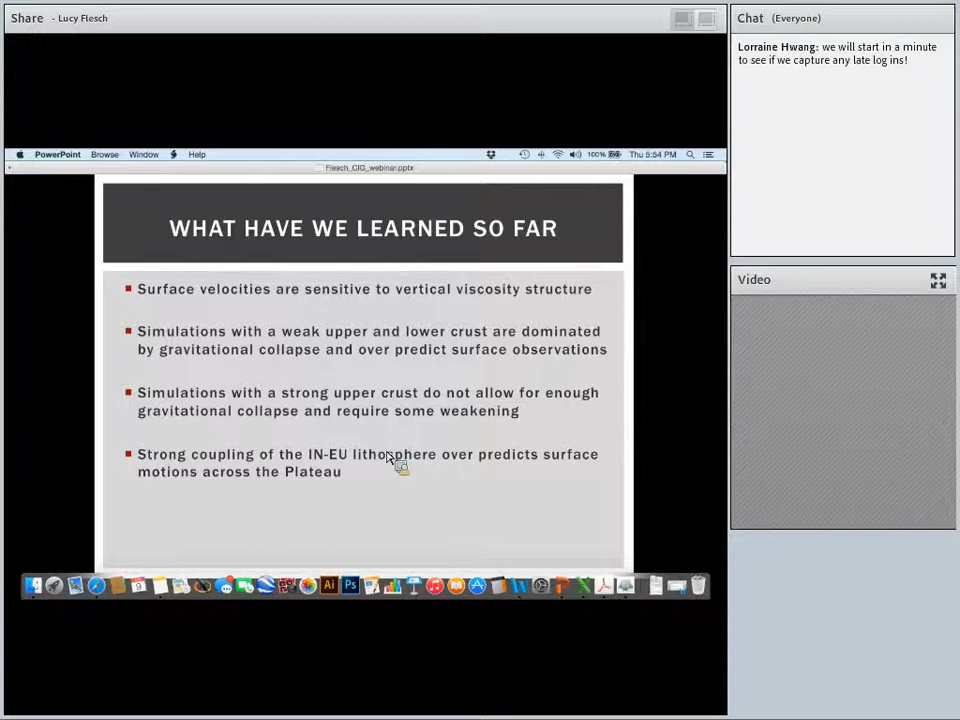 Share - Lucy Flesch
PowerPoint Browse Window Help 100% Thu 5:54 PM
Flesch_CIG_webinar.pptx
WHAT HAVE WE LEARNED SO FAR
Surface velocities are sensitive to vertical viscosity structure
Simulations with a weak upper and lower crust are dominated
by gravitational collapse and over predict surface observations
Simulations with a strong upper crust do not allow for enough
gravitational collapse and require some weakening
Strong coupling of the IN-EU lithosphere over predicts surface
motions across the Plateau
9
Ai Ps
Chat (Everyone)
Lorraine Hwang: we will start in a minute
to see if we capture any late log ins!
Video